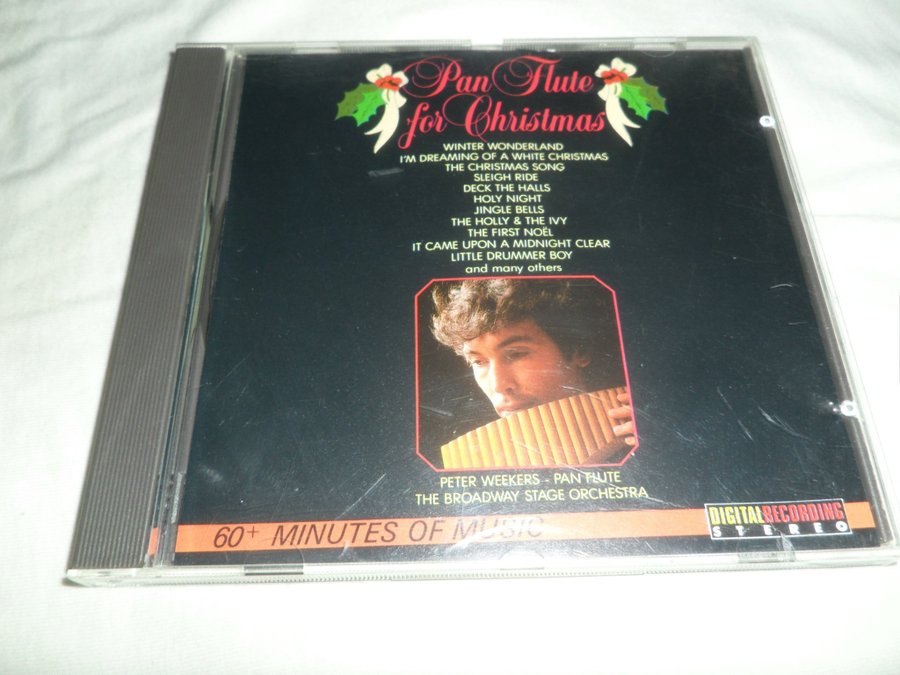 Pan Flute
for Christmas
WINTER WONDERLAND
I'M DREAMING OF A WHITE CHRISTMAS
THE CHRISTMAS SONG
SLEIGH RIDE
DECK THE HALLS
HOLY NIGHT
JINGLE BELLS
THE HOLLY & THE IVY
THE FIRST NOËL
IT CAME UPON A MIDNIGHT CLEAR
LITTLE DRUMMER BOY
and many others
PETER WEEKERS - PAN FLUTE
THE BROADWAY STAGE ORCHESTRA
60+ MINUTES OF MUSIC
DIGITAL RECORDING
STEREO